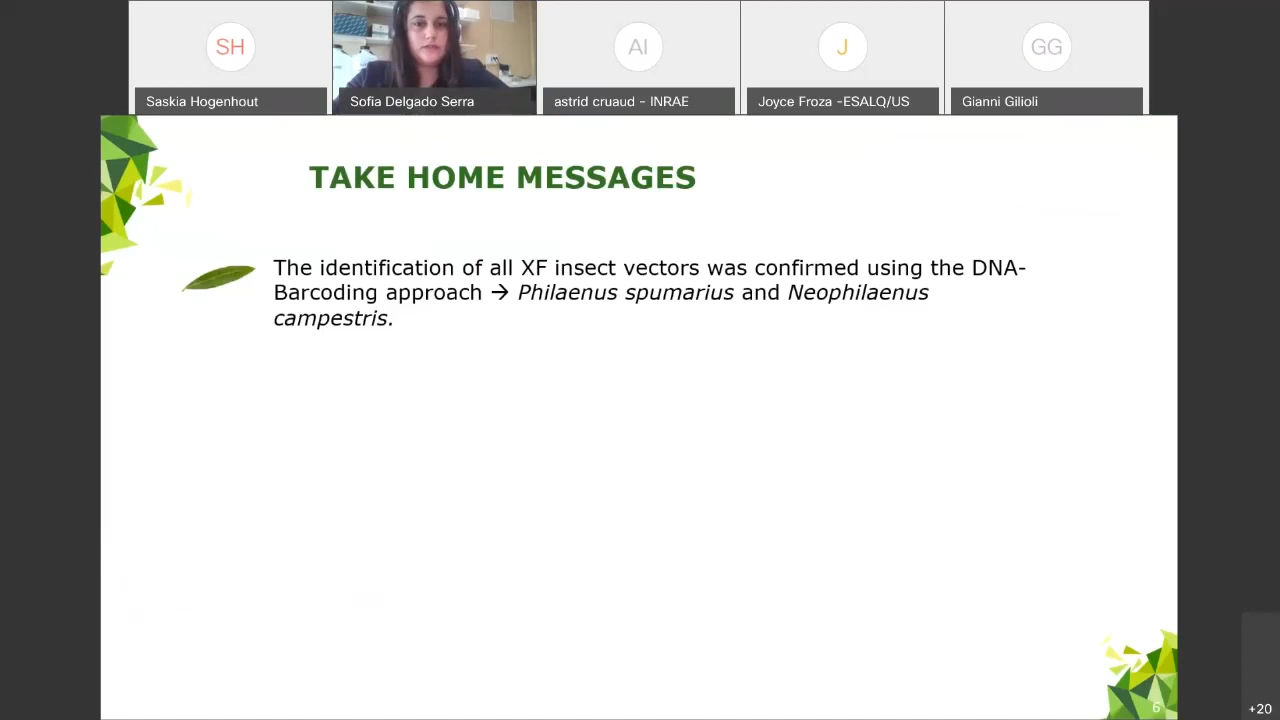 SH
AI
J
GG
Saskia Hogenhout
Sofia Delgado Serra
astrid cruaud - INRAE
Joyce Froza -ESALQ/US
Gianni Gilioli
TAKE HOME MESSAGES
The identification of all XF insect vectors was confirmed using the DNA-
Barcoding approach → Philaenus spumarius and Neophilaenus
campestris.
6
+20